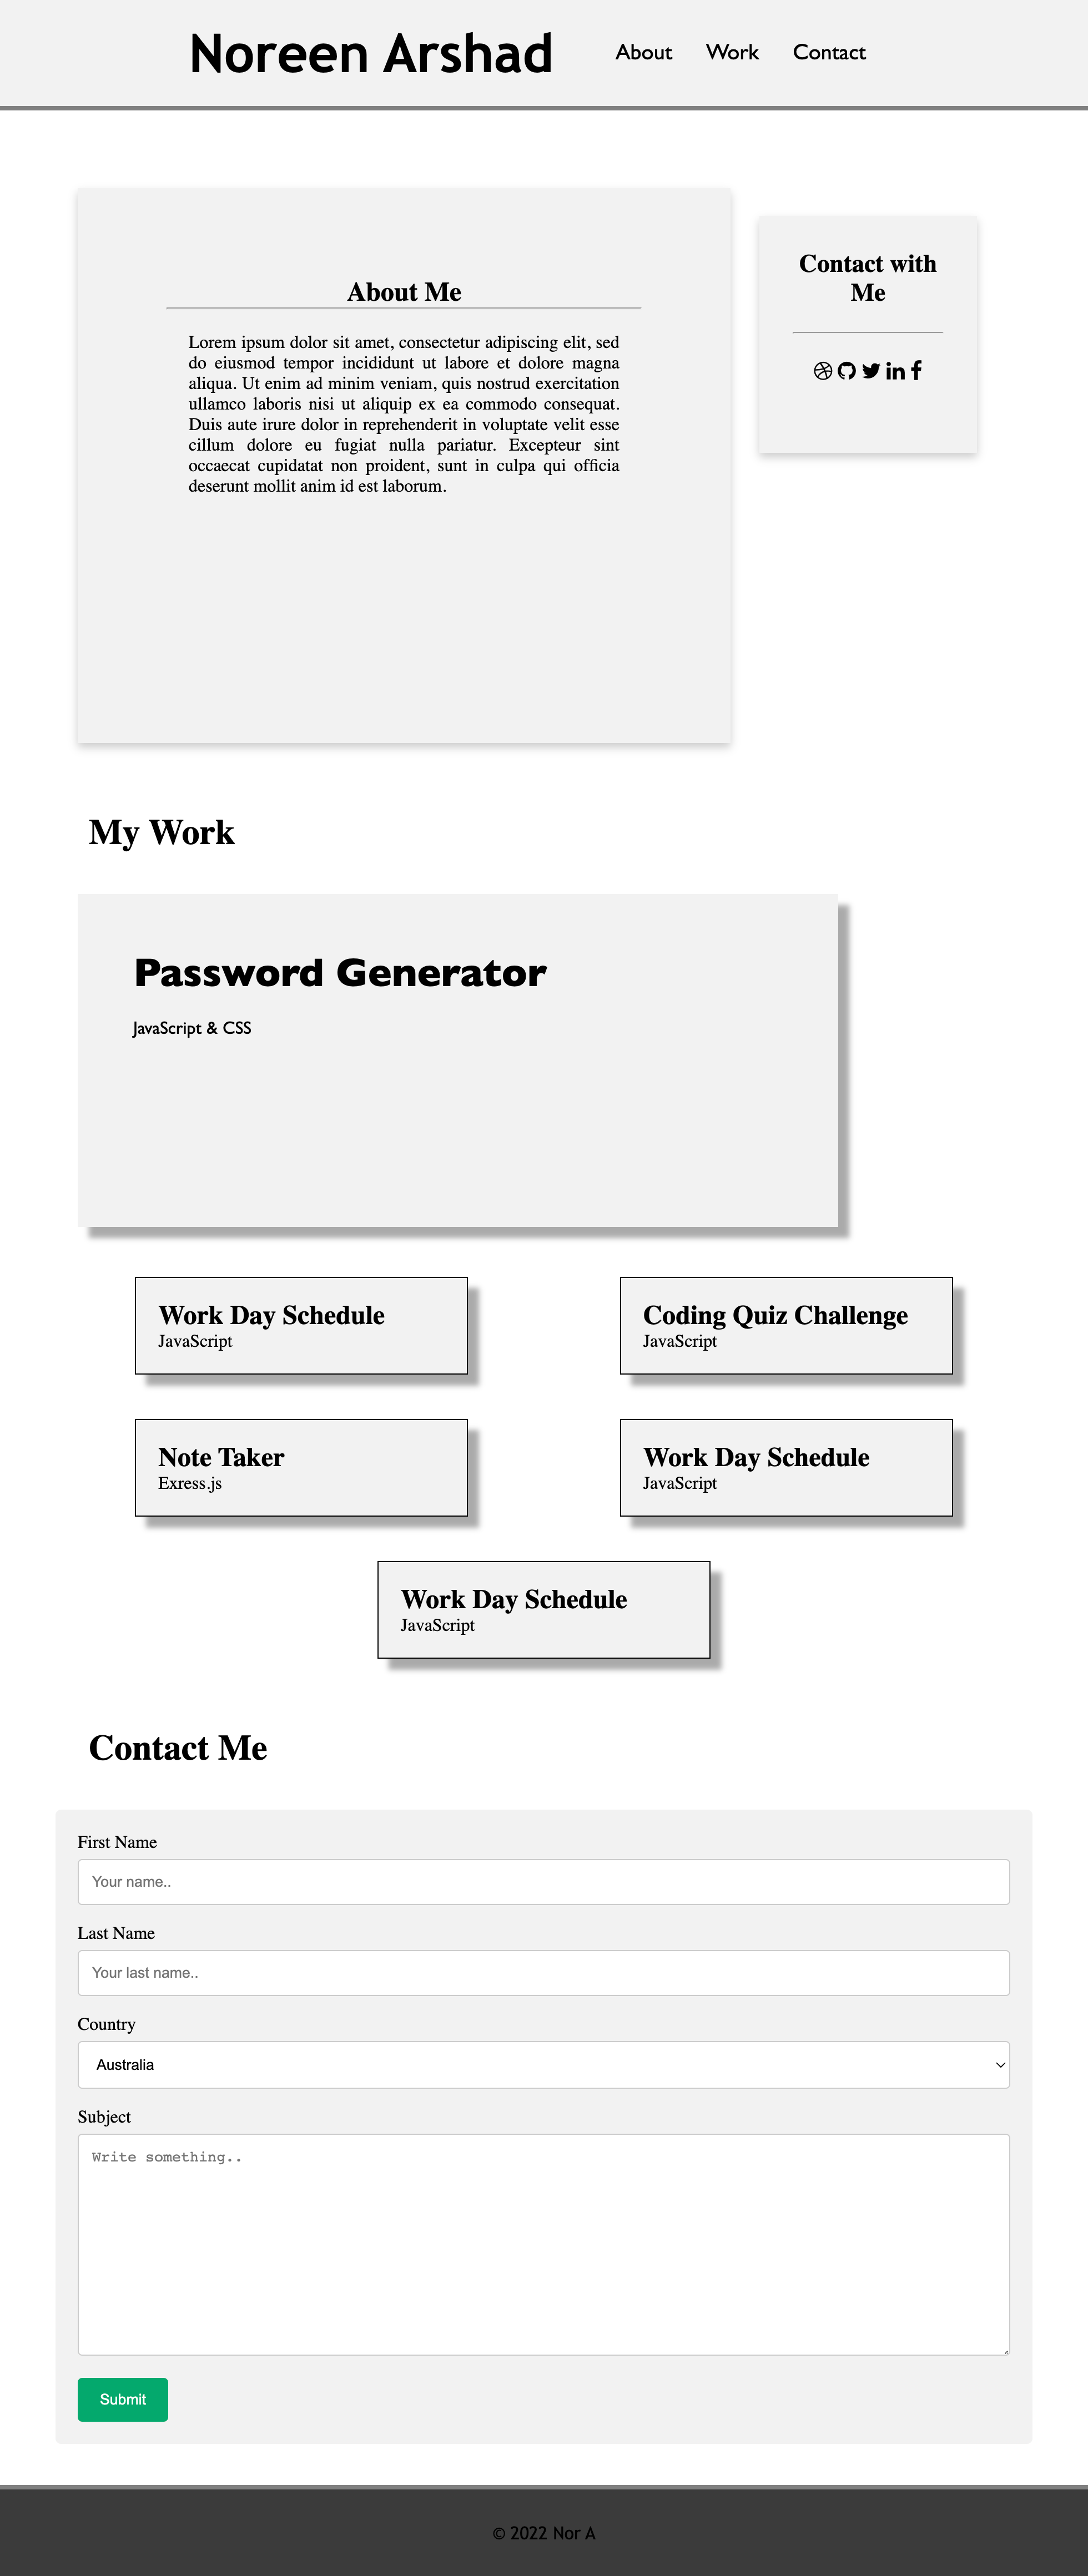 Noreen Arshad
About Work Contact
About Me
Lorem ipsum dolor sit amet, consectetur adipiscing elit, sed
do eiusmod tempor incididunt ut labore et dolore magna
aliqua. Ut enim ad minim veniam, quis nostrud exercitation
ullamco laboris nisi ut aliquip ex ea commodo consequat.
Duis aute irure dolor in reprehenderit in voluptate velit esse
cillum dolore eu fugiat nulla pariatur. Excepteur sint
occaecat cupidatat non proident, sunt in culpa qui officia
deserunt mollit anim id est laborum.
Contact with
Me
My Work
Password Generator
JavaScript & CSS
Work Day Schedule
JavaScript
Coding Quiz Challenge
JavaScript
Note Taker
Exress.js
Work Day Schedule
JavaScript
Work Day Schedule
JavaScript
Contact Me
First Name
Your name..
Last Name
Your last name..
Country
Australia
Subject
Write something..
Submit
© 2022 Nor A